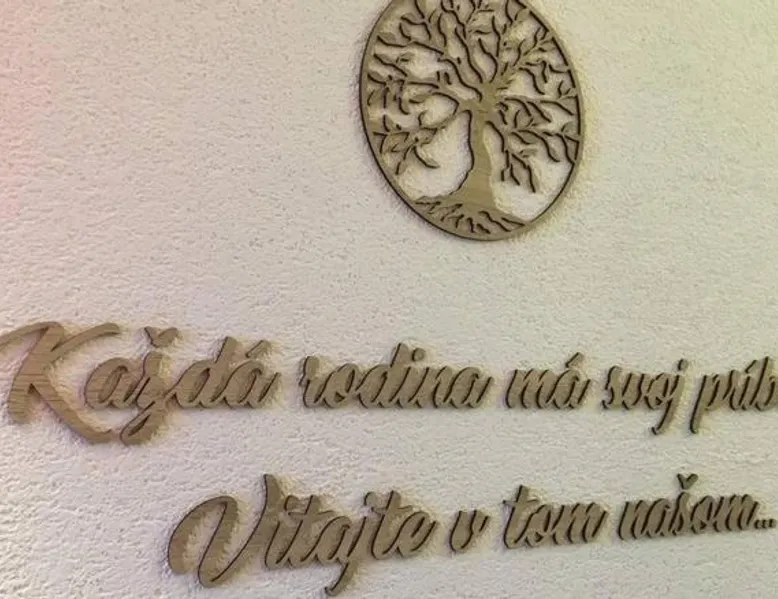 Každá rodina má svoj príb
Vitajte v tom našom...